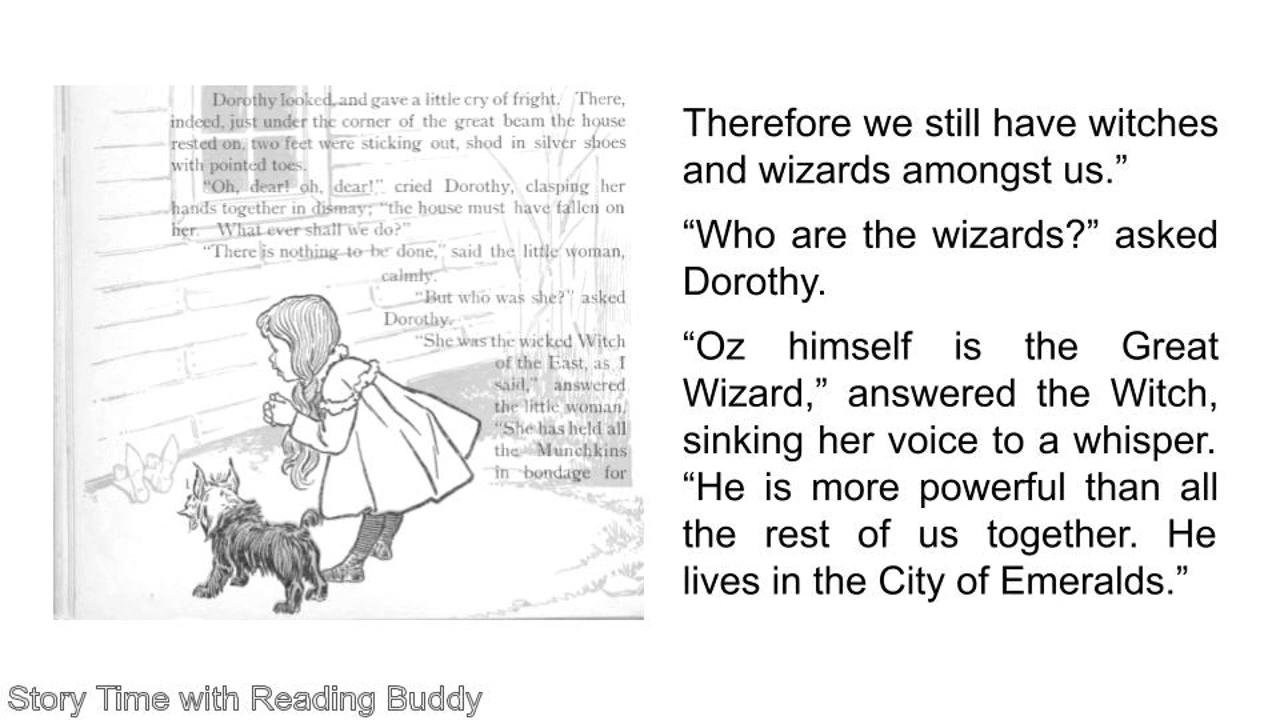 Dorothy looked and gave a little cry of fright. There,
indeed, just under the corner of the great beam the house
rested on, two feet were sticking out, shod in silver shoes
with pointed toes.
“Oh, dear! oh, dear!” cried Dorothy, clasping her
hands together in dismay; “the house must have fallen on
her. What ever shall we do?”
“There is nothing to be done,” said the little woman,
calmly.
“But who was she?” asked
Dorothy.
“She was the wicked Witch
of the East, as I
said,” answered
the little woman.
“She has held all
the Munchkins
in bondage for
Therefore we still have witches
and wizards amongst us.”
“Who are the wizards?” asked
Dorothy.
“Oz himself is the Great
Wizard,” answered the Witch,
sinking her voice to a whisper.
“He is more powerful than all
the rest of us together. He
lives in the City of Emeralds.”
Story Time with Reading Buddy